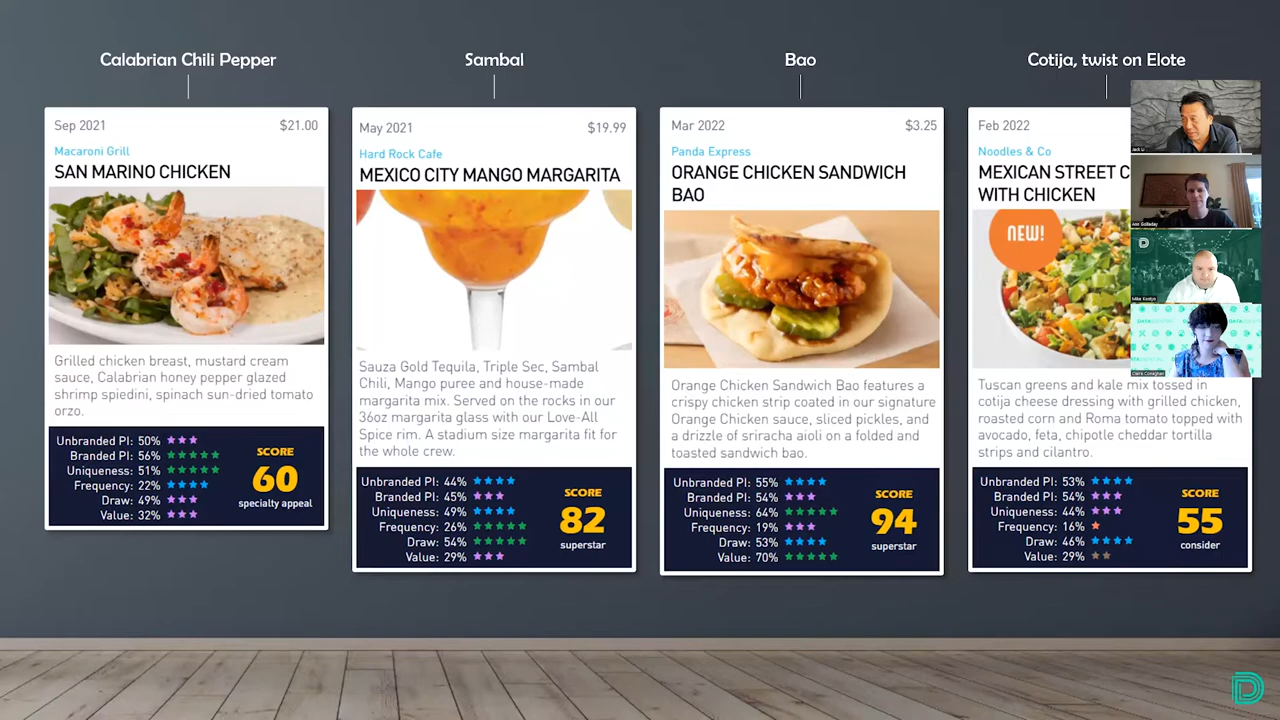 Calabrian Chili Pepper
Sambal
Bao
Cotija, twist on Elote
Sep 2021
$21.00
Macaroni Grill
SAN MARINO CHICKEN
Grilled chicken breast, mustard cream
sauce, Calabrian honey pepper glazed
shrimp spiedini, spinach sun-dried tomato
orzo.
Unbranded PI: 50%
Branded PI: 56%
Uniqueness: 51%
Frequency: 22%
Draw: 49%
Value: 32%
SCORE
60
specialty appeal
May 2021
$19.99
Hard Rock Cafe
MEXICO CITY MANGO MARGARITA
Sauza Gold Tequila, Triple Sec, Sambal
Chili, Mango puree and house-made
margarita mix. Served on the rocks in our
36oz margarita glass with our Love-All
Spice rim. A stadium size margarita fit for
the whole crew.
Unbranded PI: 44%
Branded PI: 45%
Uniqueness: 49%
Frequency: 26%
Draw: 54%
Value: 29%
SCORE
82
superstar
Mar 2022
$3.25
Panda Express
ORANGE CHICKEN SANDWICH
BAO
Orange Chicken Sandwich Bao features a
crispy chicken strip coated in our signature
Orange Chicken sauce, sliced pickles, and
a drizzle of sriracha aioli on a folded and
toasted sandwich bao.
Unbranded PI: 55%
Branded PI: 54%
Uniqueness: 64%
Frequency: 19%
Draw: 53%
Value: 70%
SCORE
94
superstar
Feb 2022
Noodles & Co
MEXICAN STREET C
WITH CHICKEN
NEW!
Tuscan greens and kale mix tossed in
cotija cheese dressing with grilled chicken,
roasted corn and Roma tomato topped with
avocado, feta, chipotle cheddar tortilla
strips and cilantro.
Unbranded PI: 53%
Branded PI: 54%
Uniqueness: 44%
Frequency: 16%
Draw: 46%
Value: 29%
SCORE
55
consider
Jack Li
Claire Conaghan